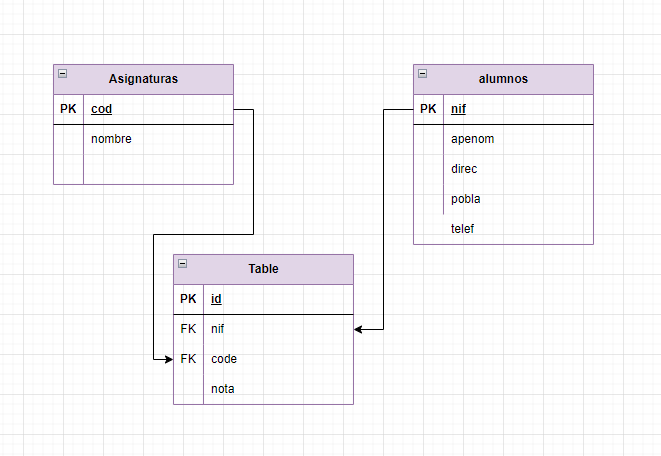 Asignaturas
PK cod
nombre
alumnos
PK nif
apenom
direc
pobla
telef
Table
PK id
FK nif
FK code
nota